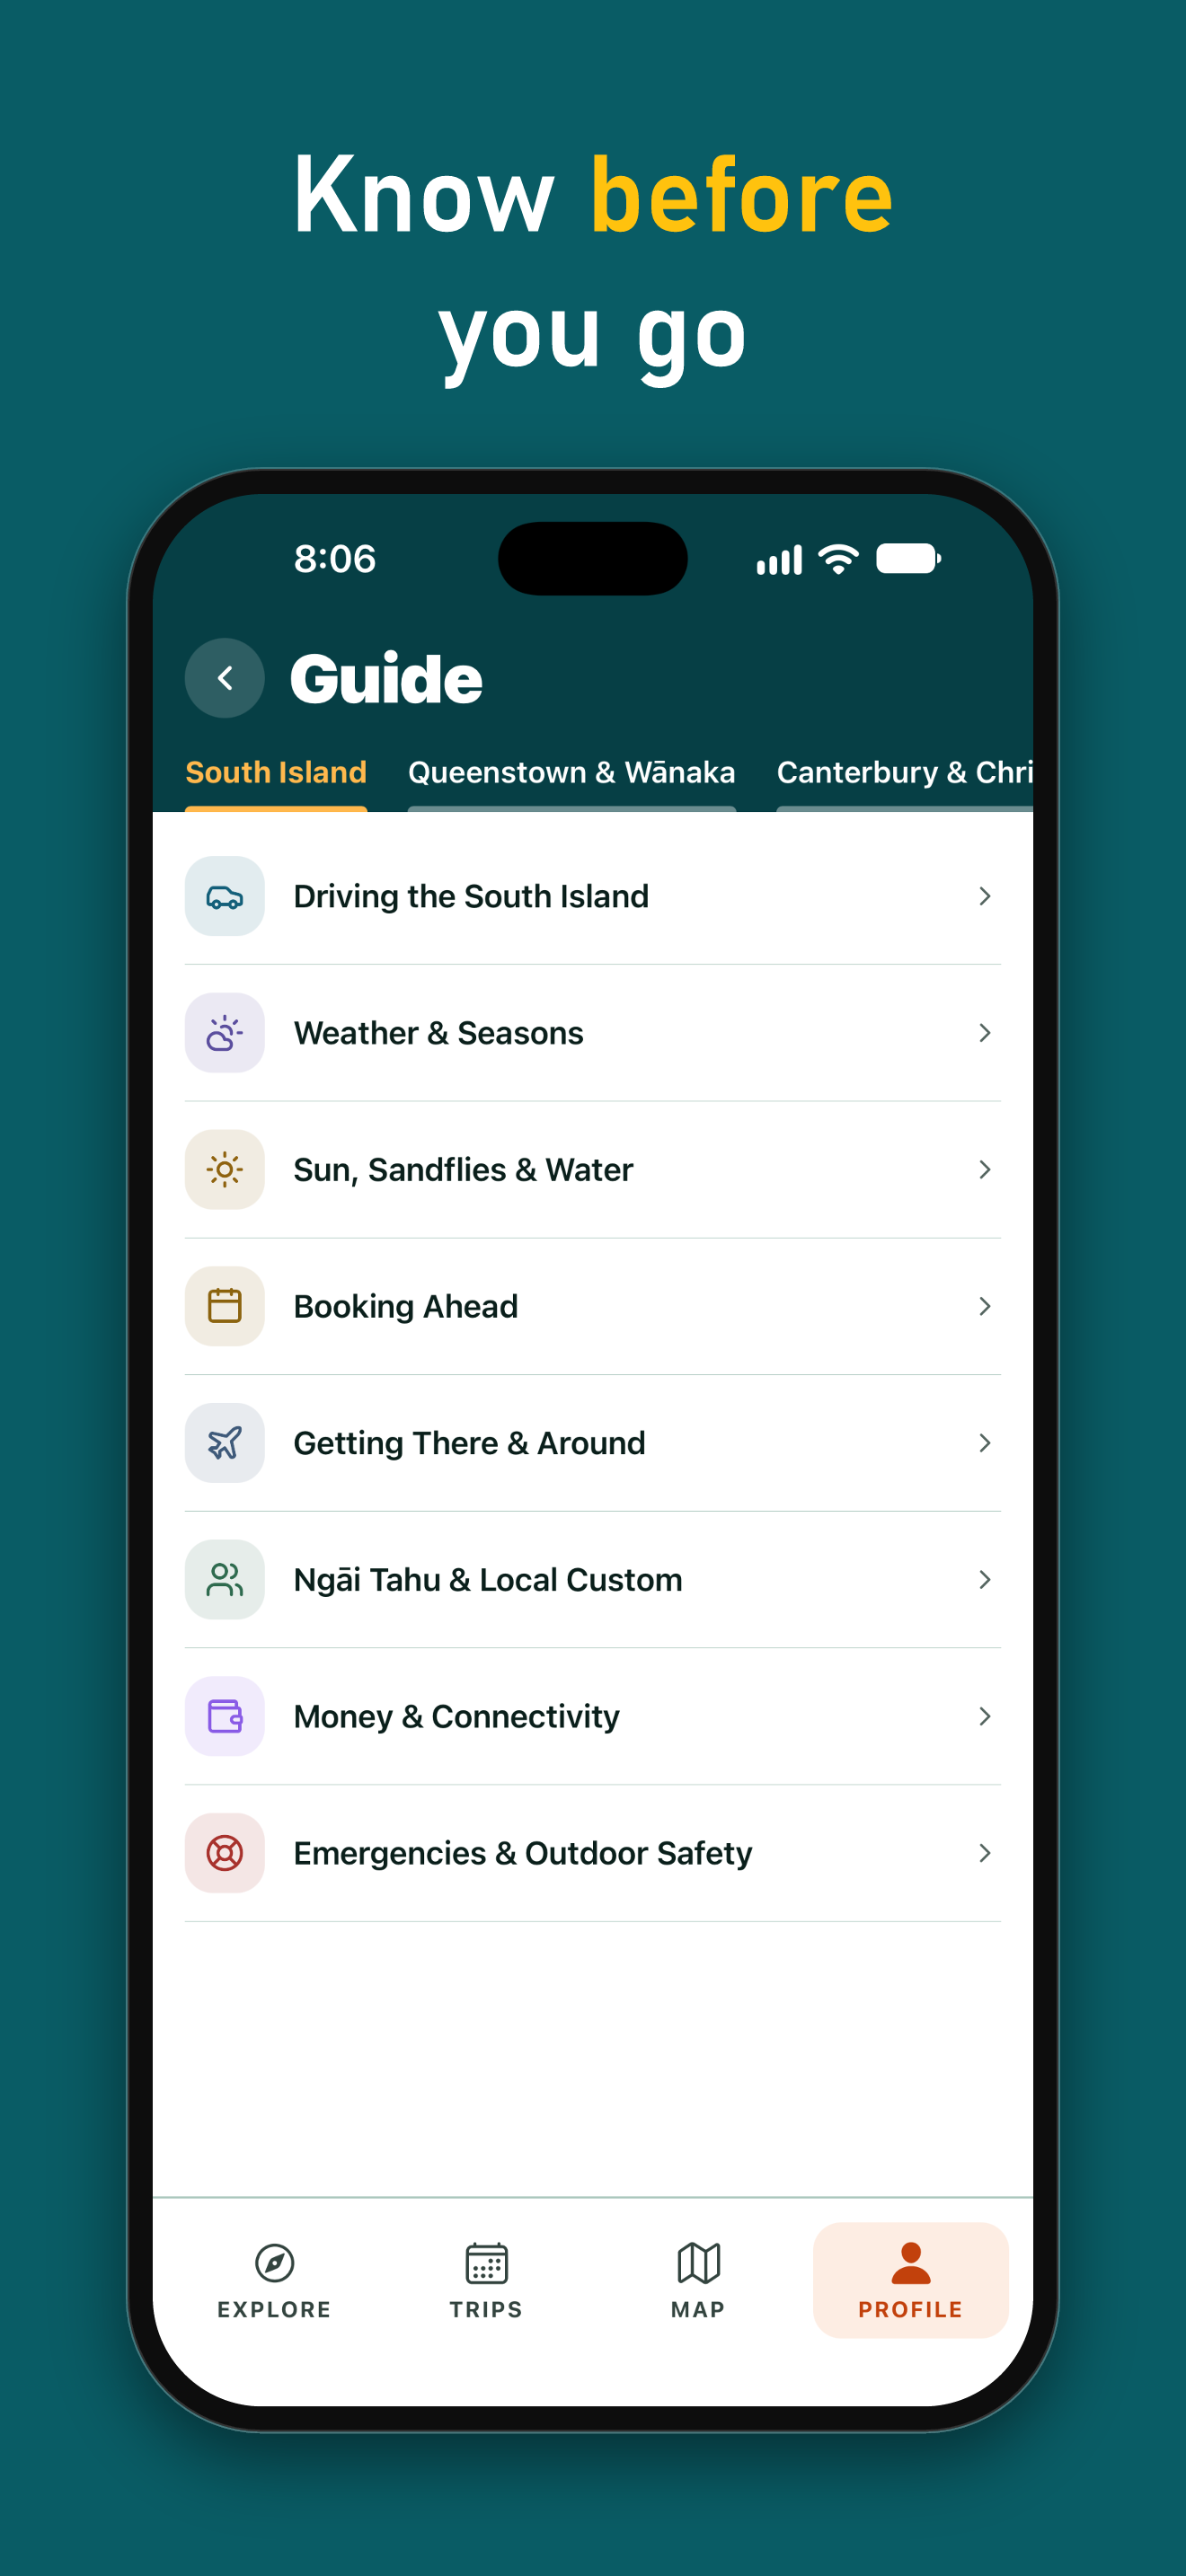 Know before
you go
8:06
Guide
South Island
Queenstown & Wānaka
Canterbury & Chri
Driving the South Island
Weather & Seasons
Sun, Sandflies & Water
Booking Ahead
Getting There & Around
Ngāi Tahu & Local Custom
Money & Connectivity
Emergencies & Outdoor Safety
EXPLORE
TRIPS
MAP
PROFILE